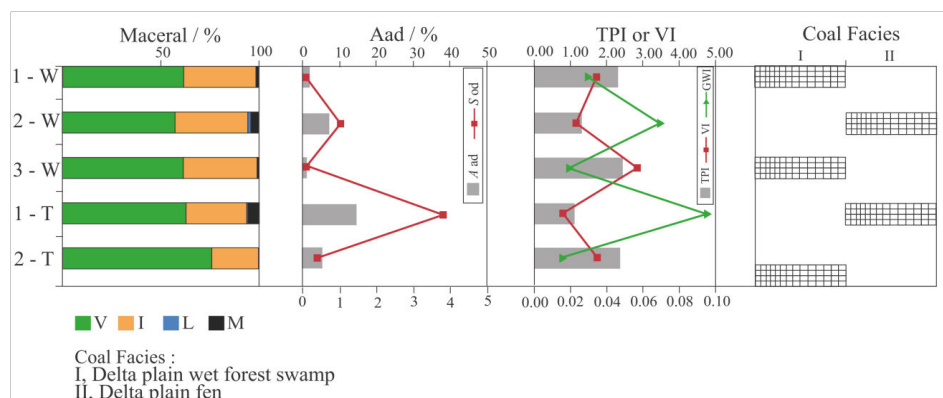 Maceral / %
50 100
Aad / %
0 10 20 30 40 50
TPI or VI
0.00 1.00 2.00 3.00 4.00 5.00
Coal Facies
I II
1 - W
2 - W
3 - W
1 - T
2 - T
A ad S od
TPI VI GWI
0 1 2 3 4 5
0.00 0.02 0.04 0.06 0.08 0.10
V I L M
Coal Facies :
I, Delta plain wet forest swamp
II, Delta plain fen